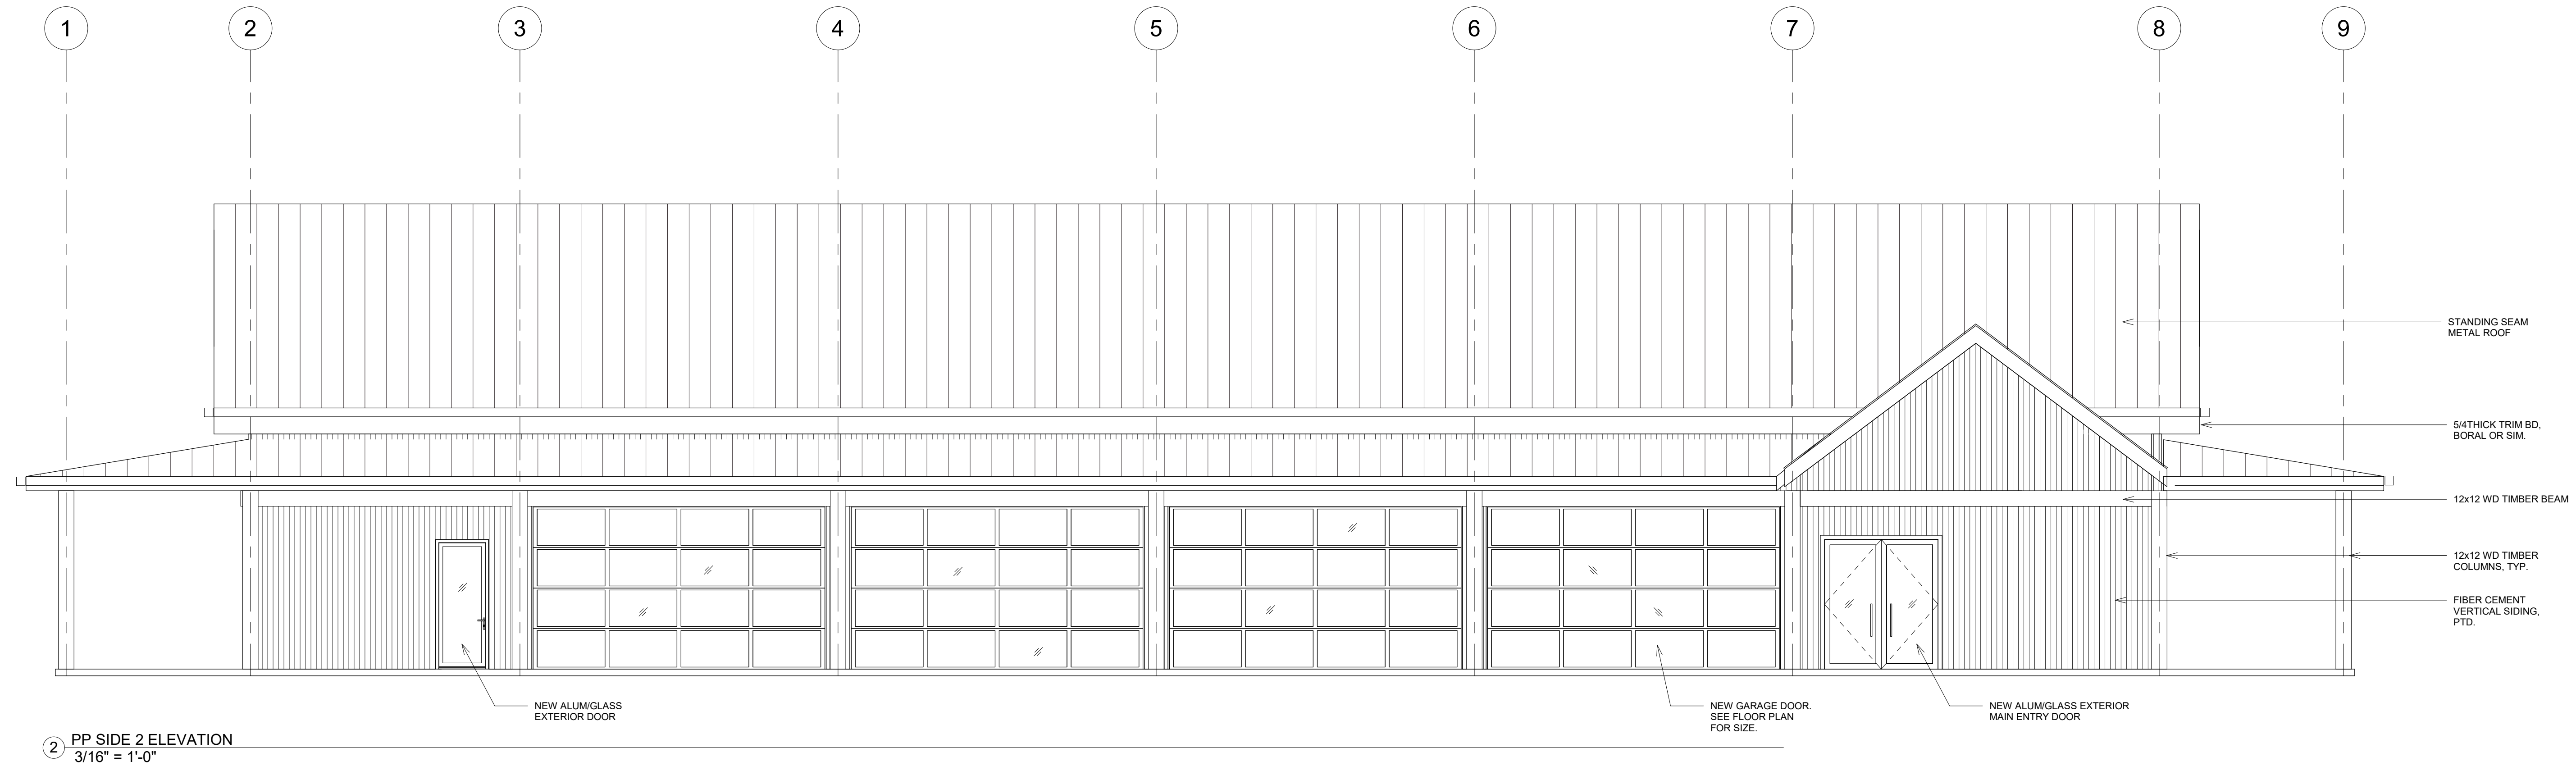 1
2
3
4
5
6
7
8
9
STANDING SEAM
METAL ROOF
5/4THICK TRIM BD,
BORAL OR SIM.
12x12 WD TIMBER BEAM
12x12 WD TIMBER
COLUMNS, TYP.
FIBER CEMENT
VERTICAL SIDING,
PTD.
NEW ALUM/GLASS
EXTERIOR DOOR
NEW GARAGE DOOR.
SEE FLOOR PLAN
FOR SIZE.
NEW ALUM/GLASS EXTERIOR
MAIN ENTRY DOOR
2
PP SIDE 2 ELEVATION
3/16" = 1'-0"